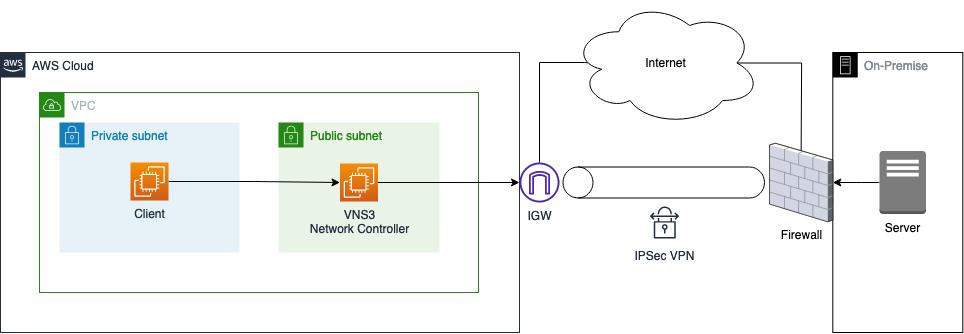 Internet
aws
AWS Cloud
On-Premise
VPC
Private subnet
Public subnet
Client
VNS3
Network Controller
IGW
IPSec VPN
Firewall
Server